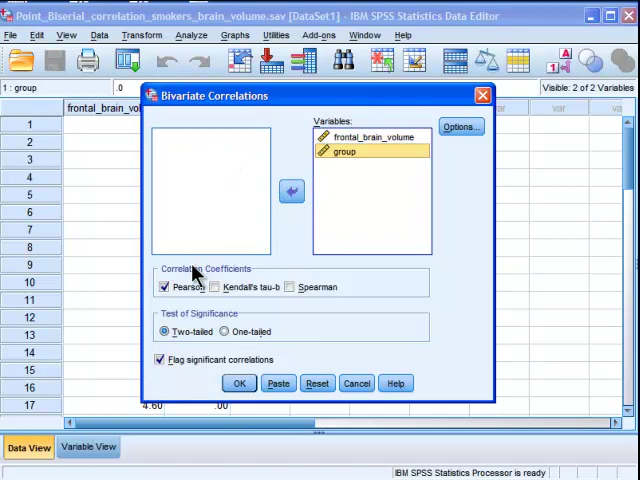 Point_Biserial_correlation_smokers_brain_volume.sav [DataSet1] - IBM SPSS Statistics Data Editor
File Edit View Data Transform Analyze Graphs Utilities Add-ons Window Help
1 : group .0 Visible: 2 of 2 Variables
frontal_brain_vo var var
1
2
3
4
5
6
7
8
9
10
11
12
13
14
15
16
17 4.60 .00
Bivariate Correlations
Variables:
frontal_brain_volume
group
Options...
Correlation Coefficients
Pearson Kendall's tau-b Spearman
Test of Significance
Two-tailed One-tailed
Flag significant correlations
OK Paste Reset Cancel Help
Data View Variable View
IBM SPSS Statistics Processor is ready